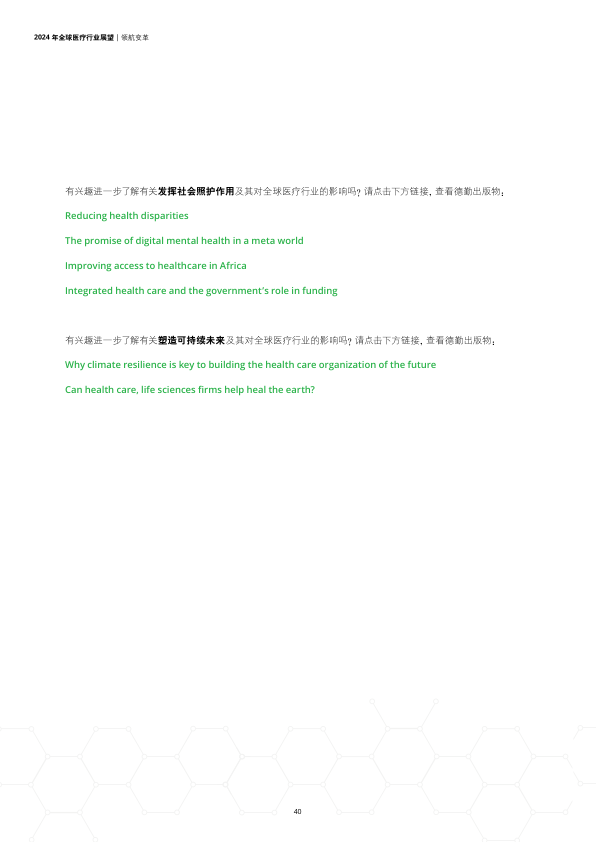 2024 年全球医疗行业展望 | 领航变革
有兴趣进一步了解有关发挥社会照护作用及其对全球医疗行业的影响吗？请点击下方链接，查看德勤出版物：
Reducing health disparities
The promise of digital mental health in a meta world
Improving access to healthcare in Africa
Integrated health care and the government's role in funding
有兴趣进一步了解有关塑造可持续未来及其对全球医疗行业的影响吗？请点击下方链接，查看德勤出版物：
Why climate resilience is key to building the health care organization of the future
Can health care, life sciences firms help heal the earth?
40